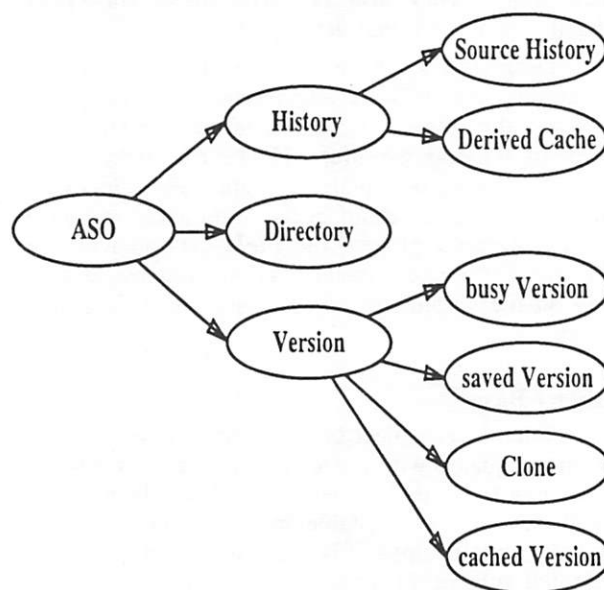 Source History
History
Derived Cache
ASO
Directory
busy Version
Version
saved Version
Clone
cached Version